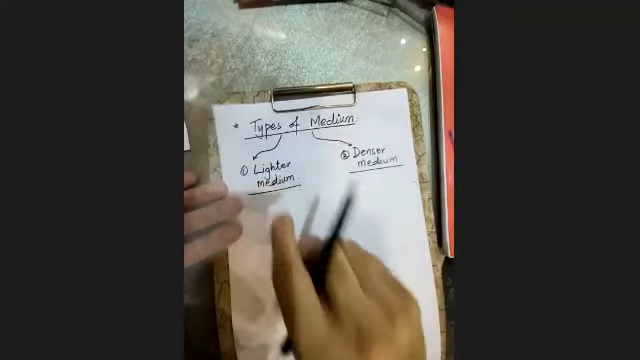 * Types of Medium.
① Lighter
medium.
② Denser
medium